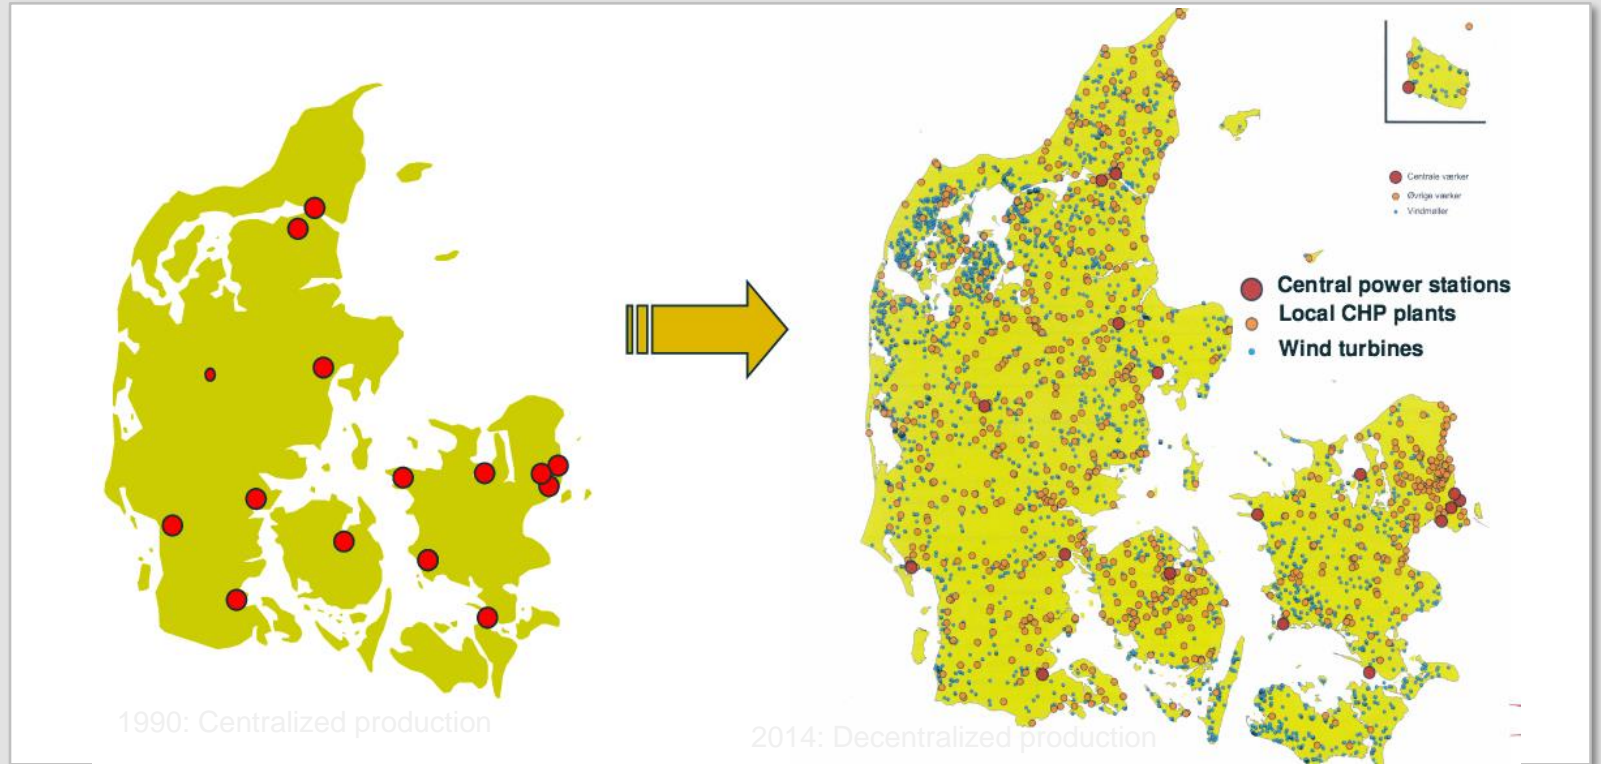 Centrale værker
Øvrige værker
Vindmøller
Central power stations
Local CHP plants
Wind turbines
1990: Centralized production
2014: Decentralized production